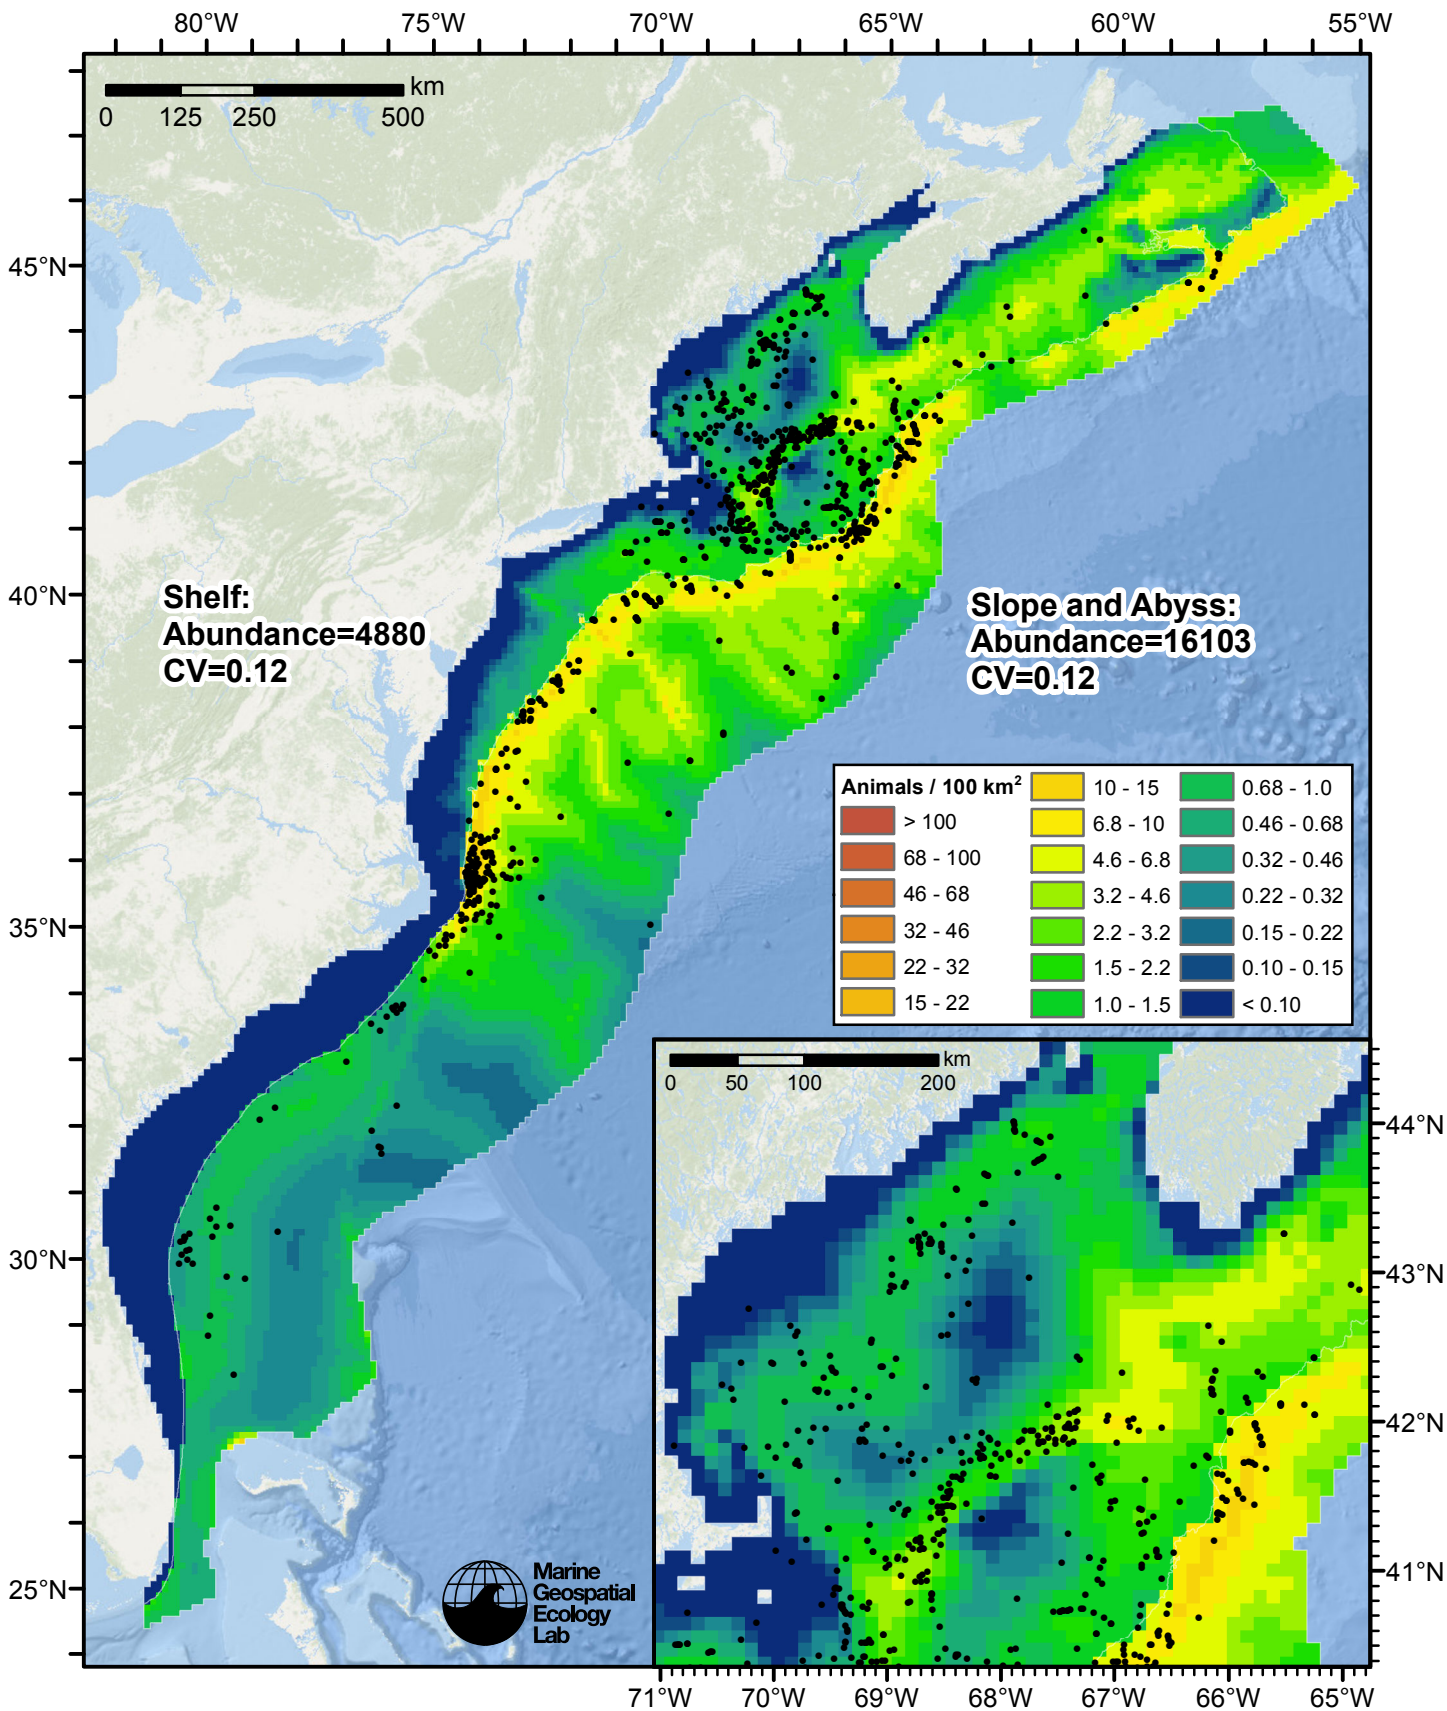 80°W 75°W 70°W 65°W 60°W 55°W
km
0 125 250 500
45°N
40°N
35°N
30°N
25°N
Shelf:
Abundance=4880
CV=0.12
Slope and Abyss:
Abundance=16103
CV=0.12
Animals / 100 km²
> 100
68 - 100
46 - 68
32 - 46
22 - 32
15 - 22
10 - 15
6.8 - 10
4.6 - 6.8
3.2 - 4.6
2.2 - 3.2
1.5 - 2.2
1.0 - 1.5
0.68 - 1.0
0.46 - 0.68
0.32 - 0.46
0.22 - 0.32
0.15 - 0.22
0.10 - 0.15
< 0.10
km
0 50 100 200
44°N
43°N
42°N
41°N
Marine
Geospatial
Ecology
Lab
71°W 70°W 69°W 68°W 67°W 66°W 65°W